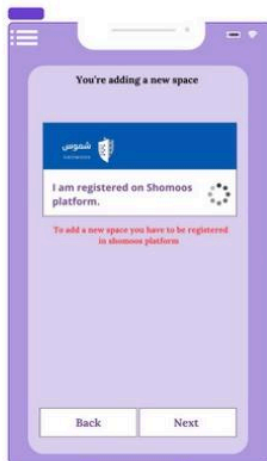 You're adding a new space
شموس
SHOMOOS
I am registered on Shomoos
platform.
To add a new space you have to be registered
in shomoos platform
Back
Next